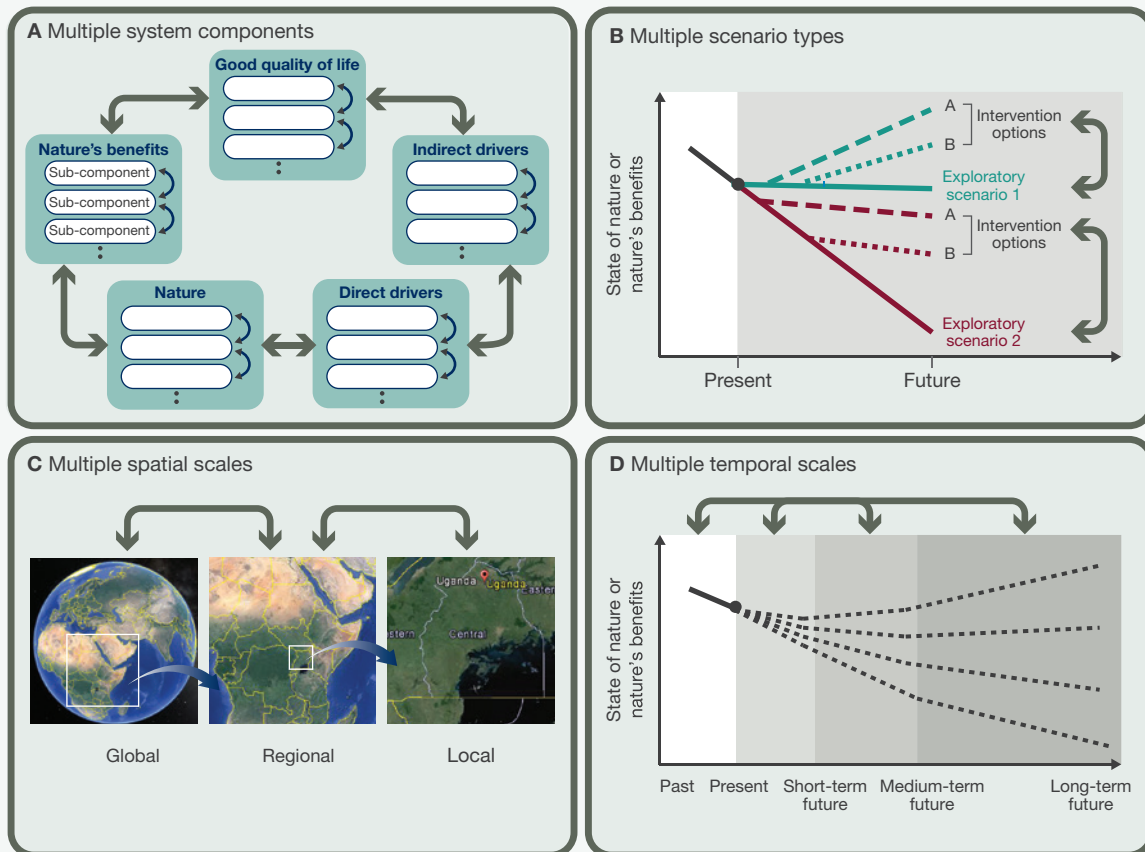 A Multiple system components
Good quality of life
Nature's benefits
Sub-component
Sub-component
Sub-component
Indirect drivers
Nature
Direct drivers
B Multiple scenario types
State of nature or
nature's benefits
A
B
Intervention
options
Exploratory
scenario 1
A
B
Intervention
options
Exploratory
scenario 2
Present
Future
C Multiple spatial scales
Uganda
Uganda
Eastern
stern
Central
Global
Regional
Local
D Multiple temporal scales
State of nature or
nature's benefits
Past
Present
Short-term
future
Medium-term
future
Long-term
future